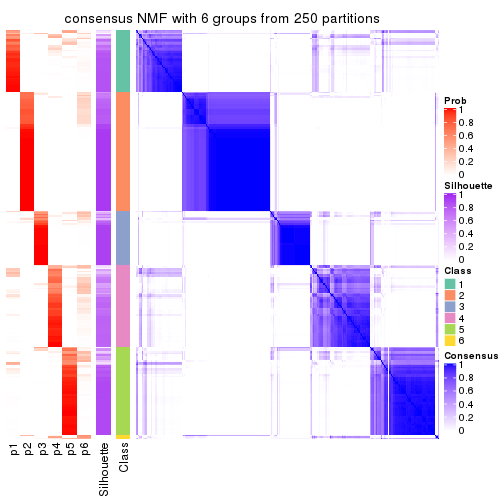 consensus NMF with 6 groups from 250 partitions
Prob
1
0.8
0.6
0.4
0.2
0
Silhouette
1
0.8
0.6
0.4
0.2
0
Class
1
2
3
4
5
6
Consensus
1
0.8
0.6
0.4
0.2
0
p1
p2
p3
p4
p5
p6
Silhouette
Class